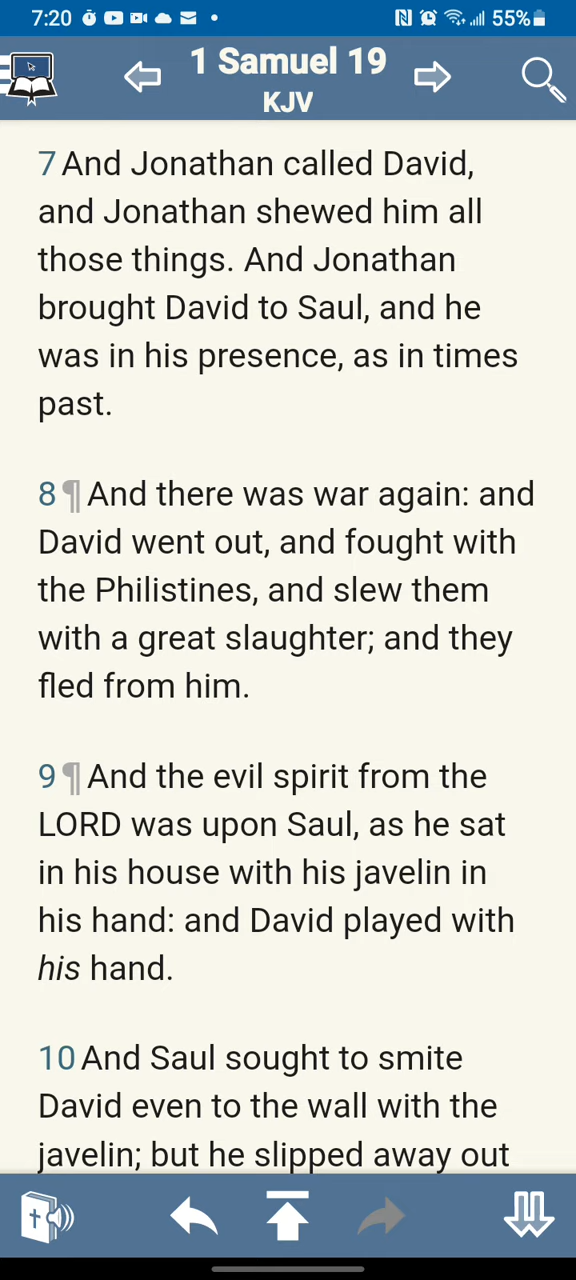 7:20
55%
1 Samuel 19
KJV
7 And Jonathan called David,
and Jonathan shewed him all
those things. And Jonathan
brought David to Saul, and he
was in his presence, as in times
past.
8 ¶ And there was war again: and
David went out, and fought with
the Philistines, and slew them
with a great slaughter; and they
fled from him.
9 ¶ And the evil spirit from the
LORD was upon Saul, as he sat
in his house with his javelin in
his hand: and David played with
his hand.
10 And Saul sought to smite
David even to the wall with the
javelin; but he slipped away out